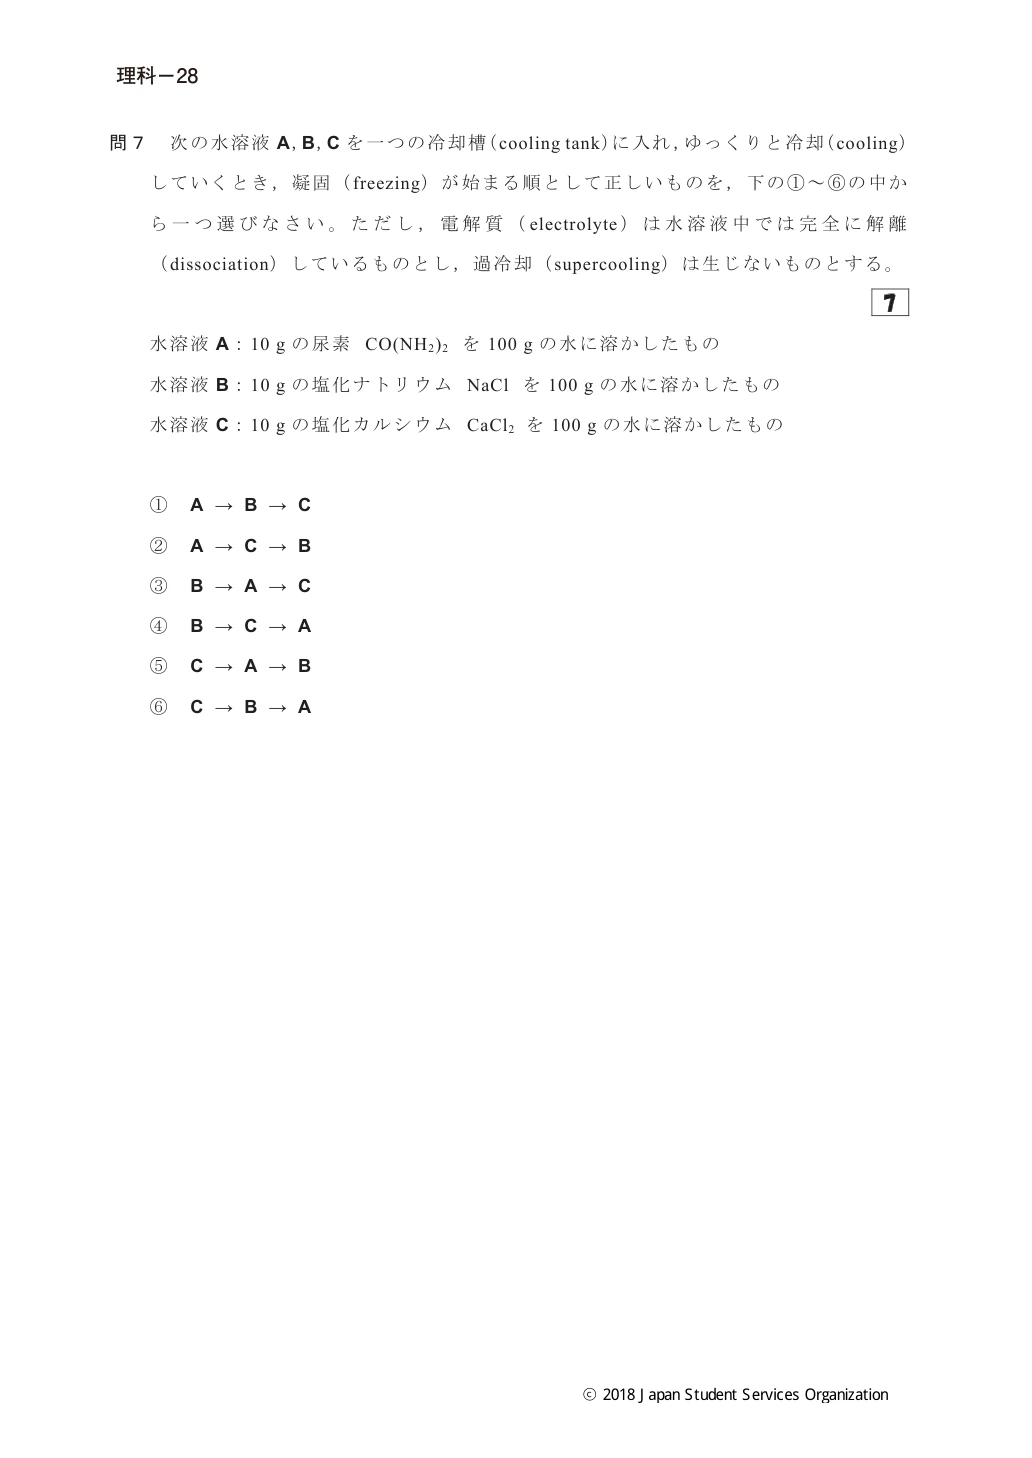 理科－28
問7　次の水溶液 A, B, C を一つの冷却槽（cooling tank）に入れ，ゆっくりと冷却（cooling）
していくとき，凝固（freezing）が始まる順として正しいものを，下の①～⑥の中か
ら一つ選びなさい。ただし，電解質（electrolyte）は水溶液中では完全に解離
（dissociation）しているものとし，過冷却（supercooling）は生じないものとする。
7
水溶液 A：10 g の尿素 CO(NH₂)₂ を 100 g の水に溶かしたもの
水溶液 B：10 g の塩化ナトリウム NaCl を 100 g の水に溶かしたもの
水溶液 C：10 g の塩化カルシウム CaCl₂ を 100 g の水に溶かしたもの
① A → B → C
② A → C → B
③ B → A → C
④ B → C → A
⑤ C → A → B
⑥ C → B → A
© 2018 Japan Student Services Organization